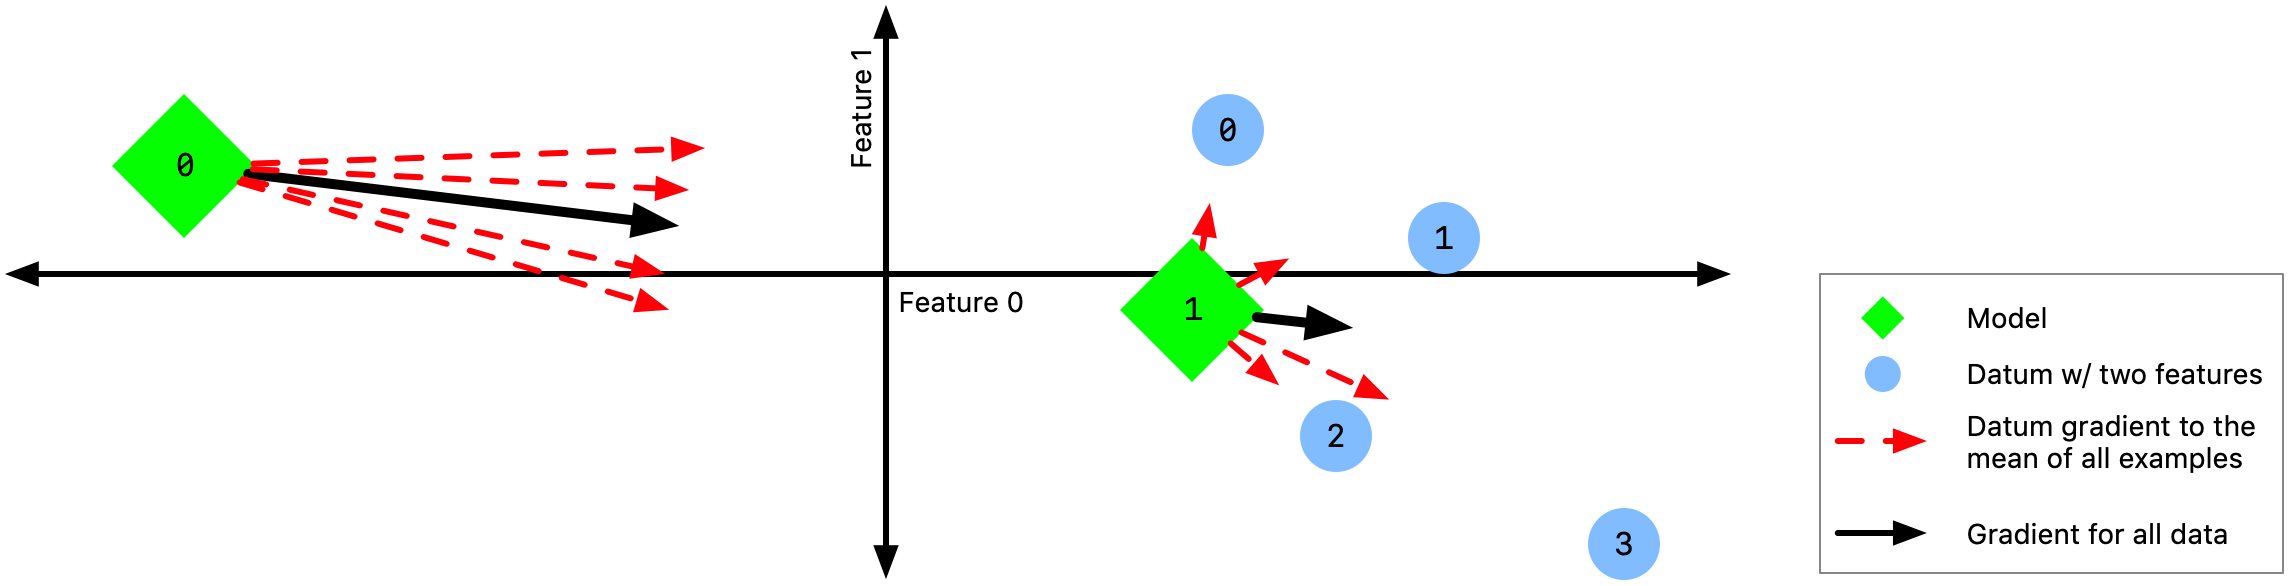 0
Feature 1
Feature 0
0
1
1
2
3
Model
Datum w/ two features
Datum gradient to the
mean of all examples
Gradient for all data